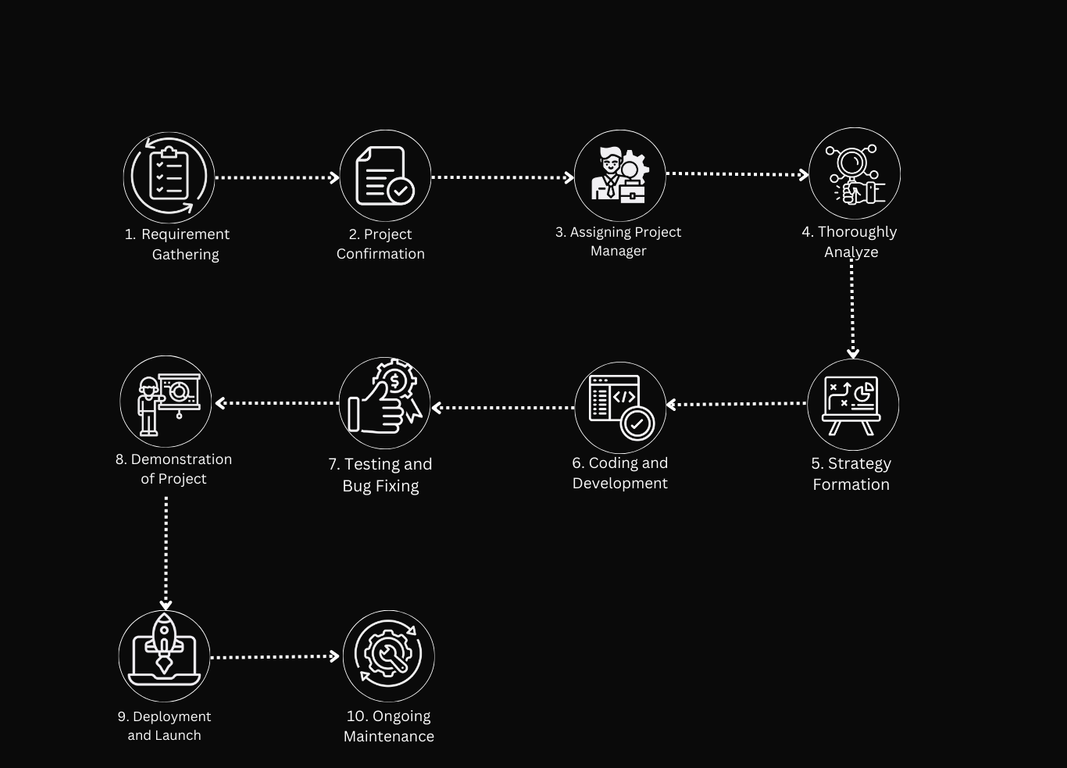 1. Requirement
Gathering
2. Project
Confirmation
3. Assigning Project
Manager
4. Thoroughly
Analyze
5. Strategy
Formation
6. Coding and
Development
7. Testing and
Bug Fixing
8. Demonstration
of Project
9. Deployment
and Launch
10. Ongoing
Maintenance